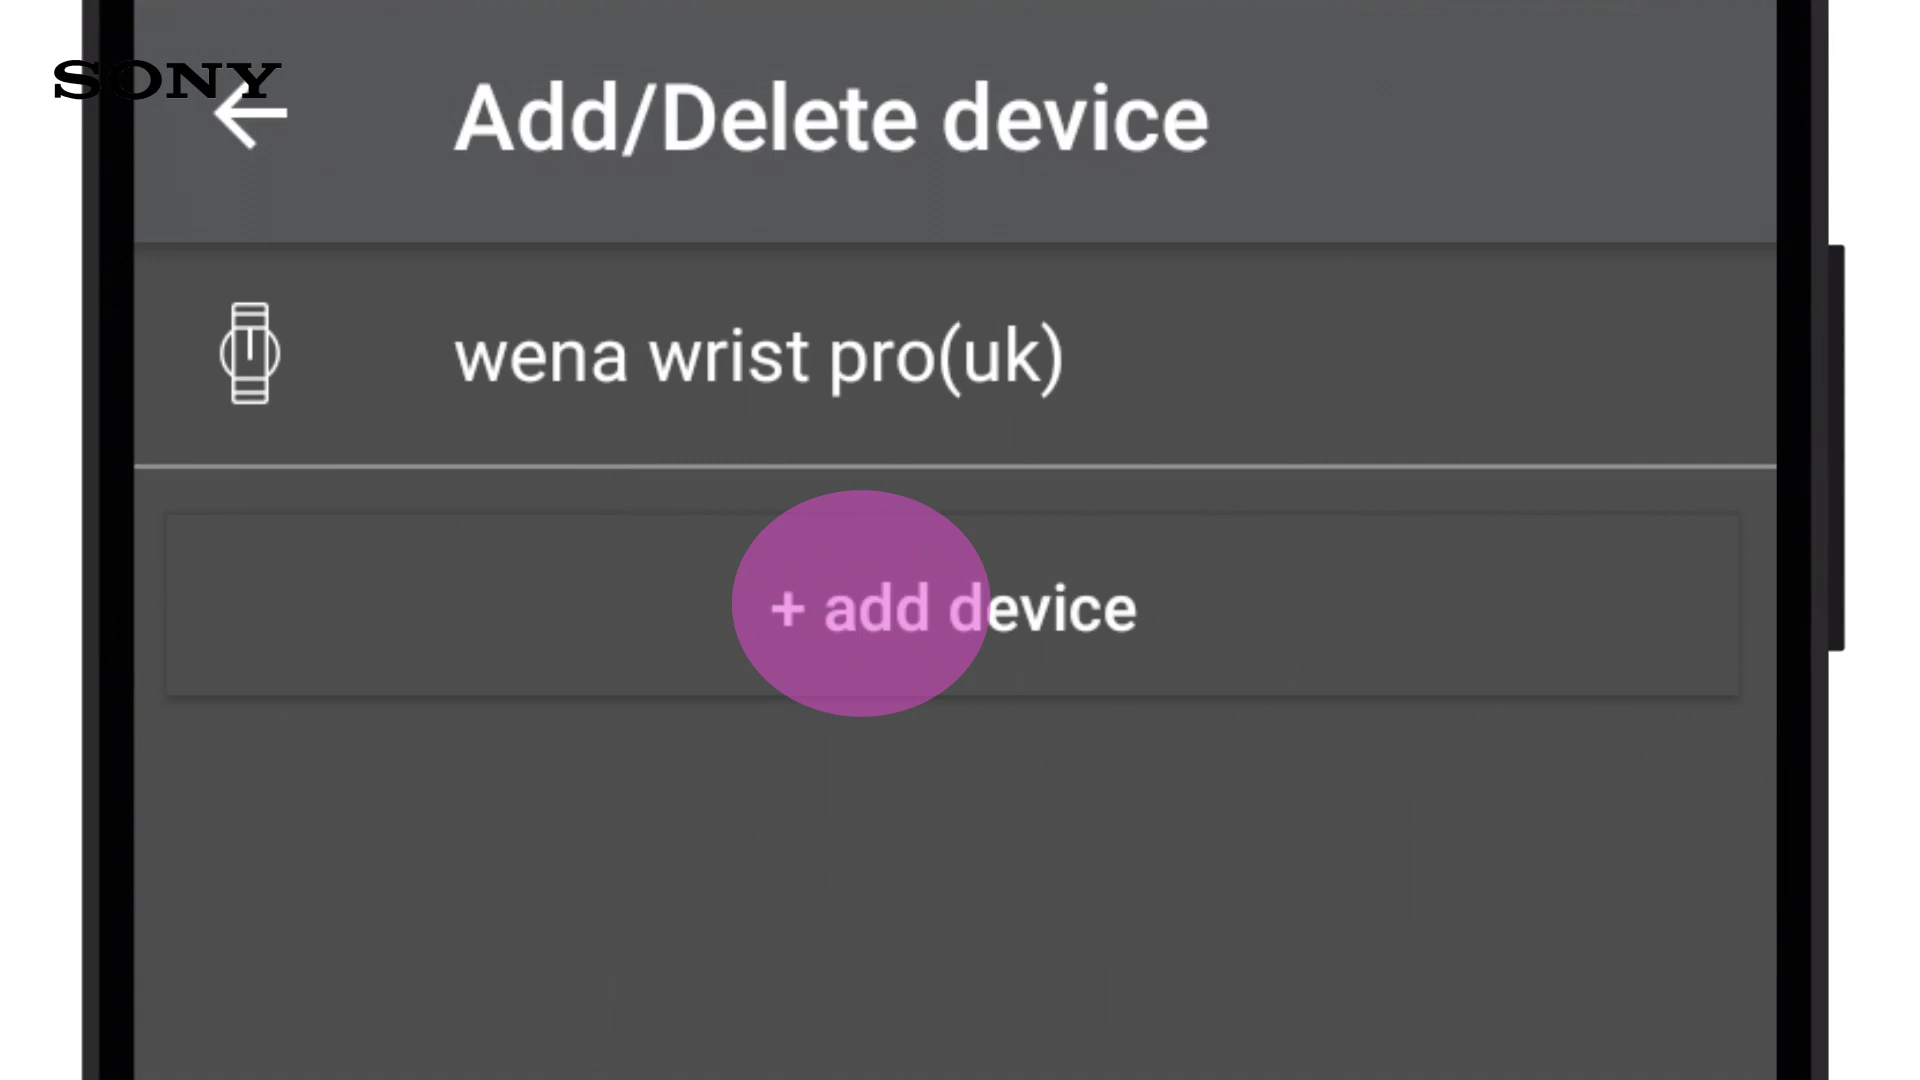 SONY
Add/Delete device
wena wrist pro(uk)
+ add device